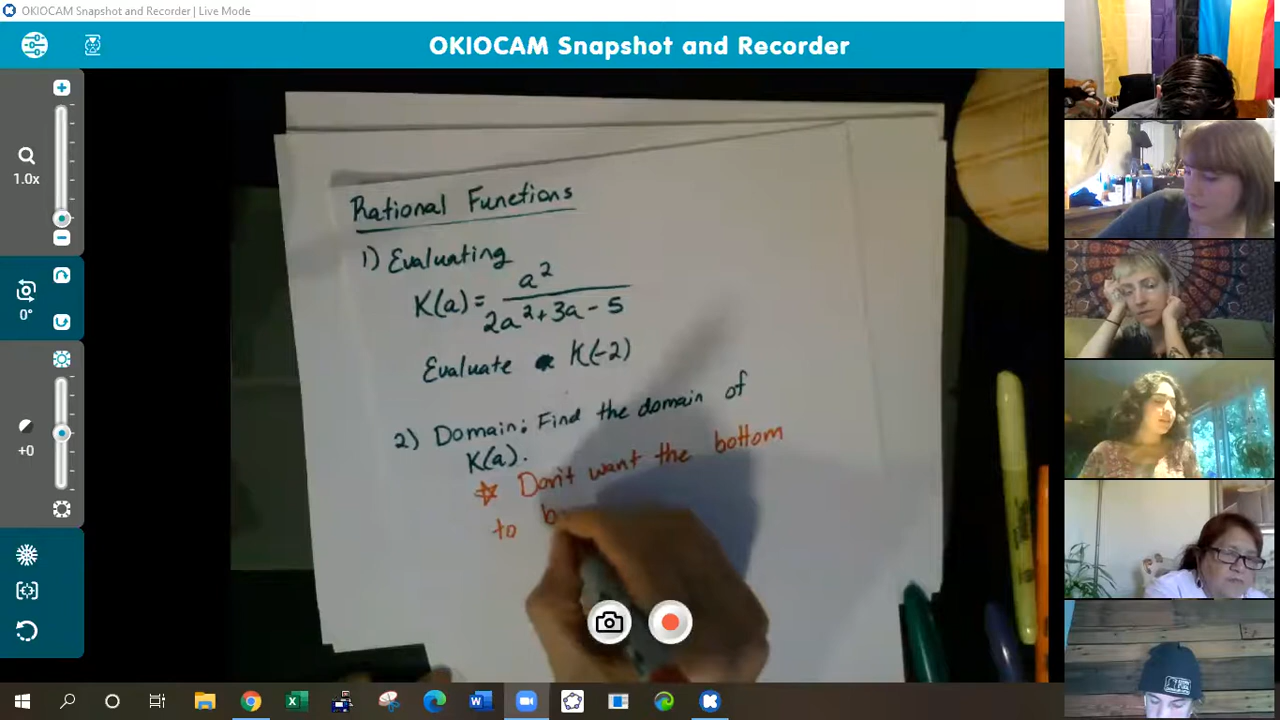 OKIOCAM Snapshot and Recorder | Live Mode
OKIOCAM Snapshot and Recorder
1.0x
0°
+0
Rational Functions
1) Evaluating
K(a) = a² / 2a² + 3a - 5
Evaluate K(-2)
2) Domain: Find the domain of
K(a).
☆ Don't want the bottom
to b